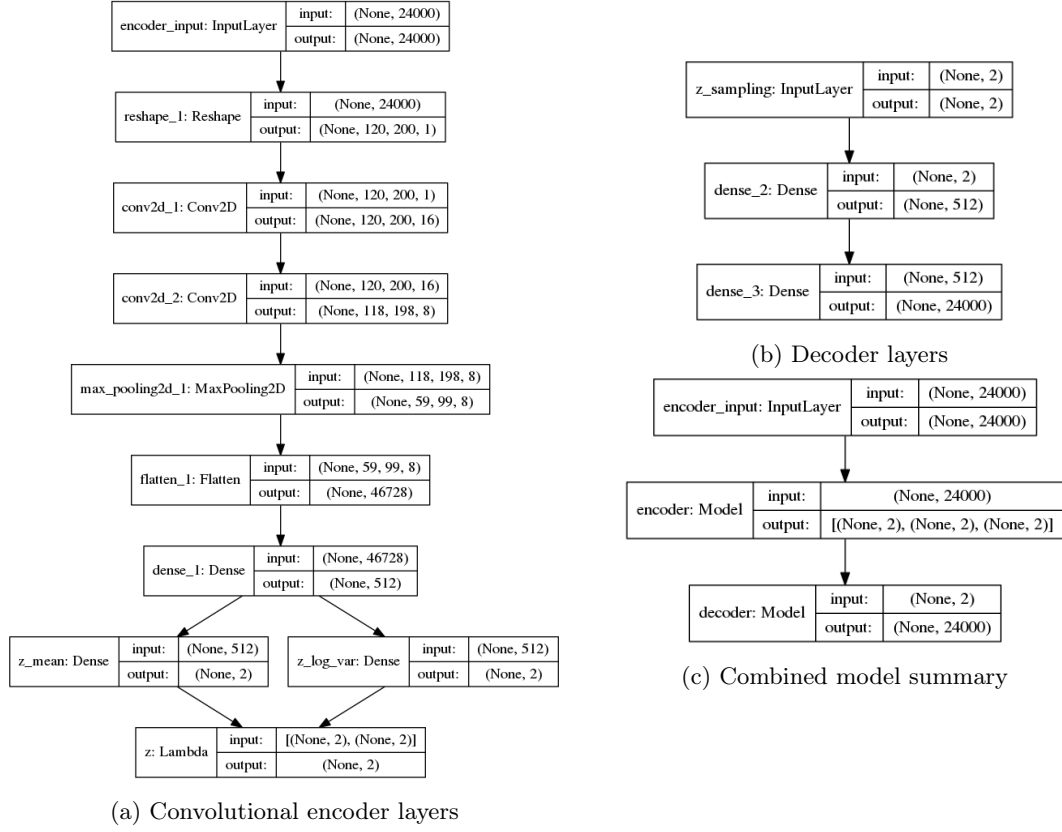 encoder_input: InputLayer input: (None, 24000)
output: (None, 24000)
reshape_1: Reshape input: (None, 24000)
output: (None, 120, 200, 1)
conv2d_1: Conv2D input: (None, 120, 200, 1)
output: (None, 120, 200, 16)
conv2d_2: Conv2D input: (None, 120, 200, 16)
output: (None, 118, 198, 8)
max_pooling2d_1: MaxPooling2D input: (None, 118, 198, 8)
output: (None, 59, 99, 8)
flatten_1: Flatten input: (None, 59, 99, 8)
output: (None, 46728)
dense_1: Dense input: (None, 46728)
output: (None, 512)
z_mean: Dense input: (None, 512)
output: (None, 2)
z_log_var: Dense input: (None, 512)
output: (None, 2)
z: Lambda input: [(None, 2), (None, 2)]
output: (None, 2)
(a) Convolutional encoder layers
z_sampling: InputLayer input: (None, 2)
output: (None, 2)
dense_2: Dense input: (None, 2)
output: (None, 512)
dense_3: Dense input: (None, 512)
output: (None, 24000)
(b) Decoder layers
encoder_input: InputLayer input: (None, 24000)
output: (None, 24000)
encoder: Model input: (None, 24000)
output: [(None, 2), (None, 2), (None, 2)]
decoder: Model input: (None, 2)
output: (None, 24000)
(c) Combined model summary